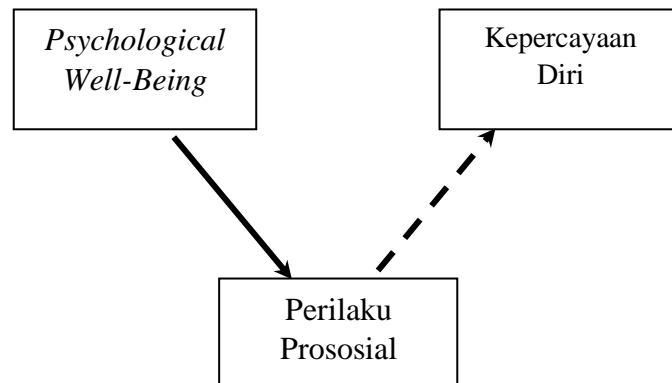 Psychological
Well-Being
Kepercayaan
Diri
Perilaku
Prososial